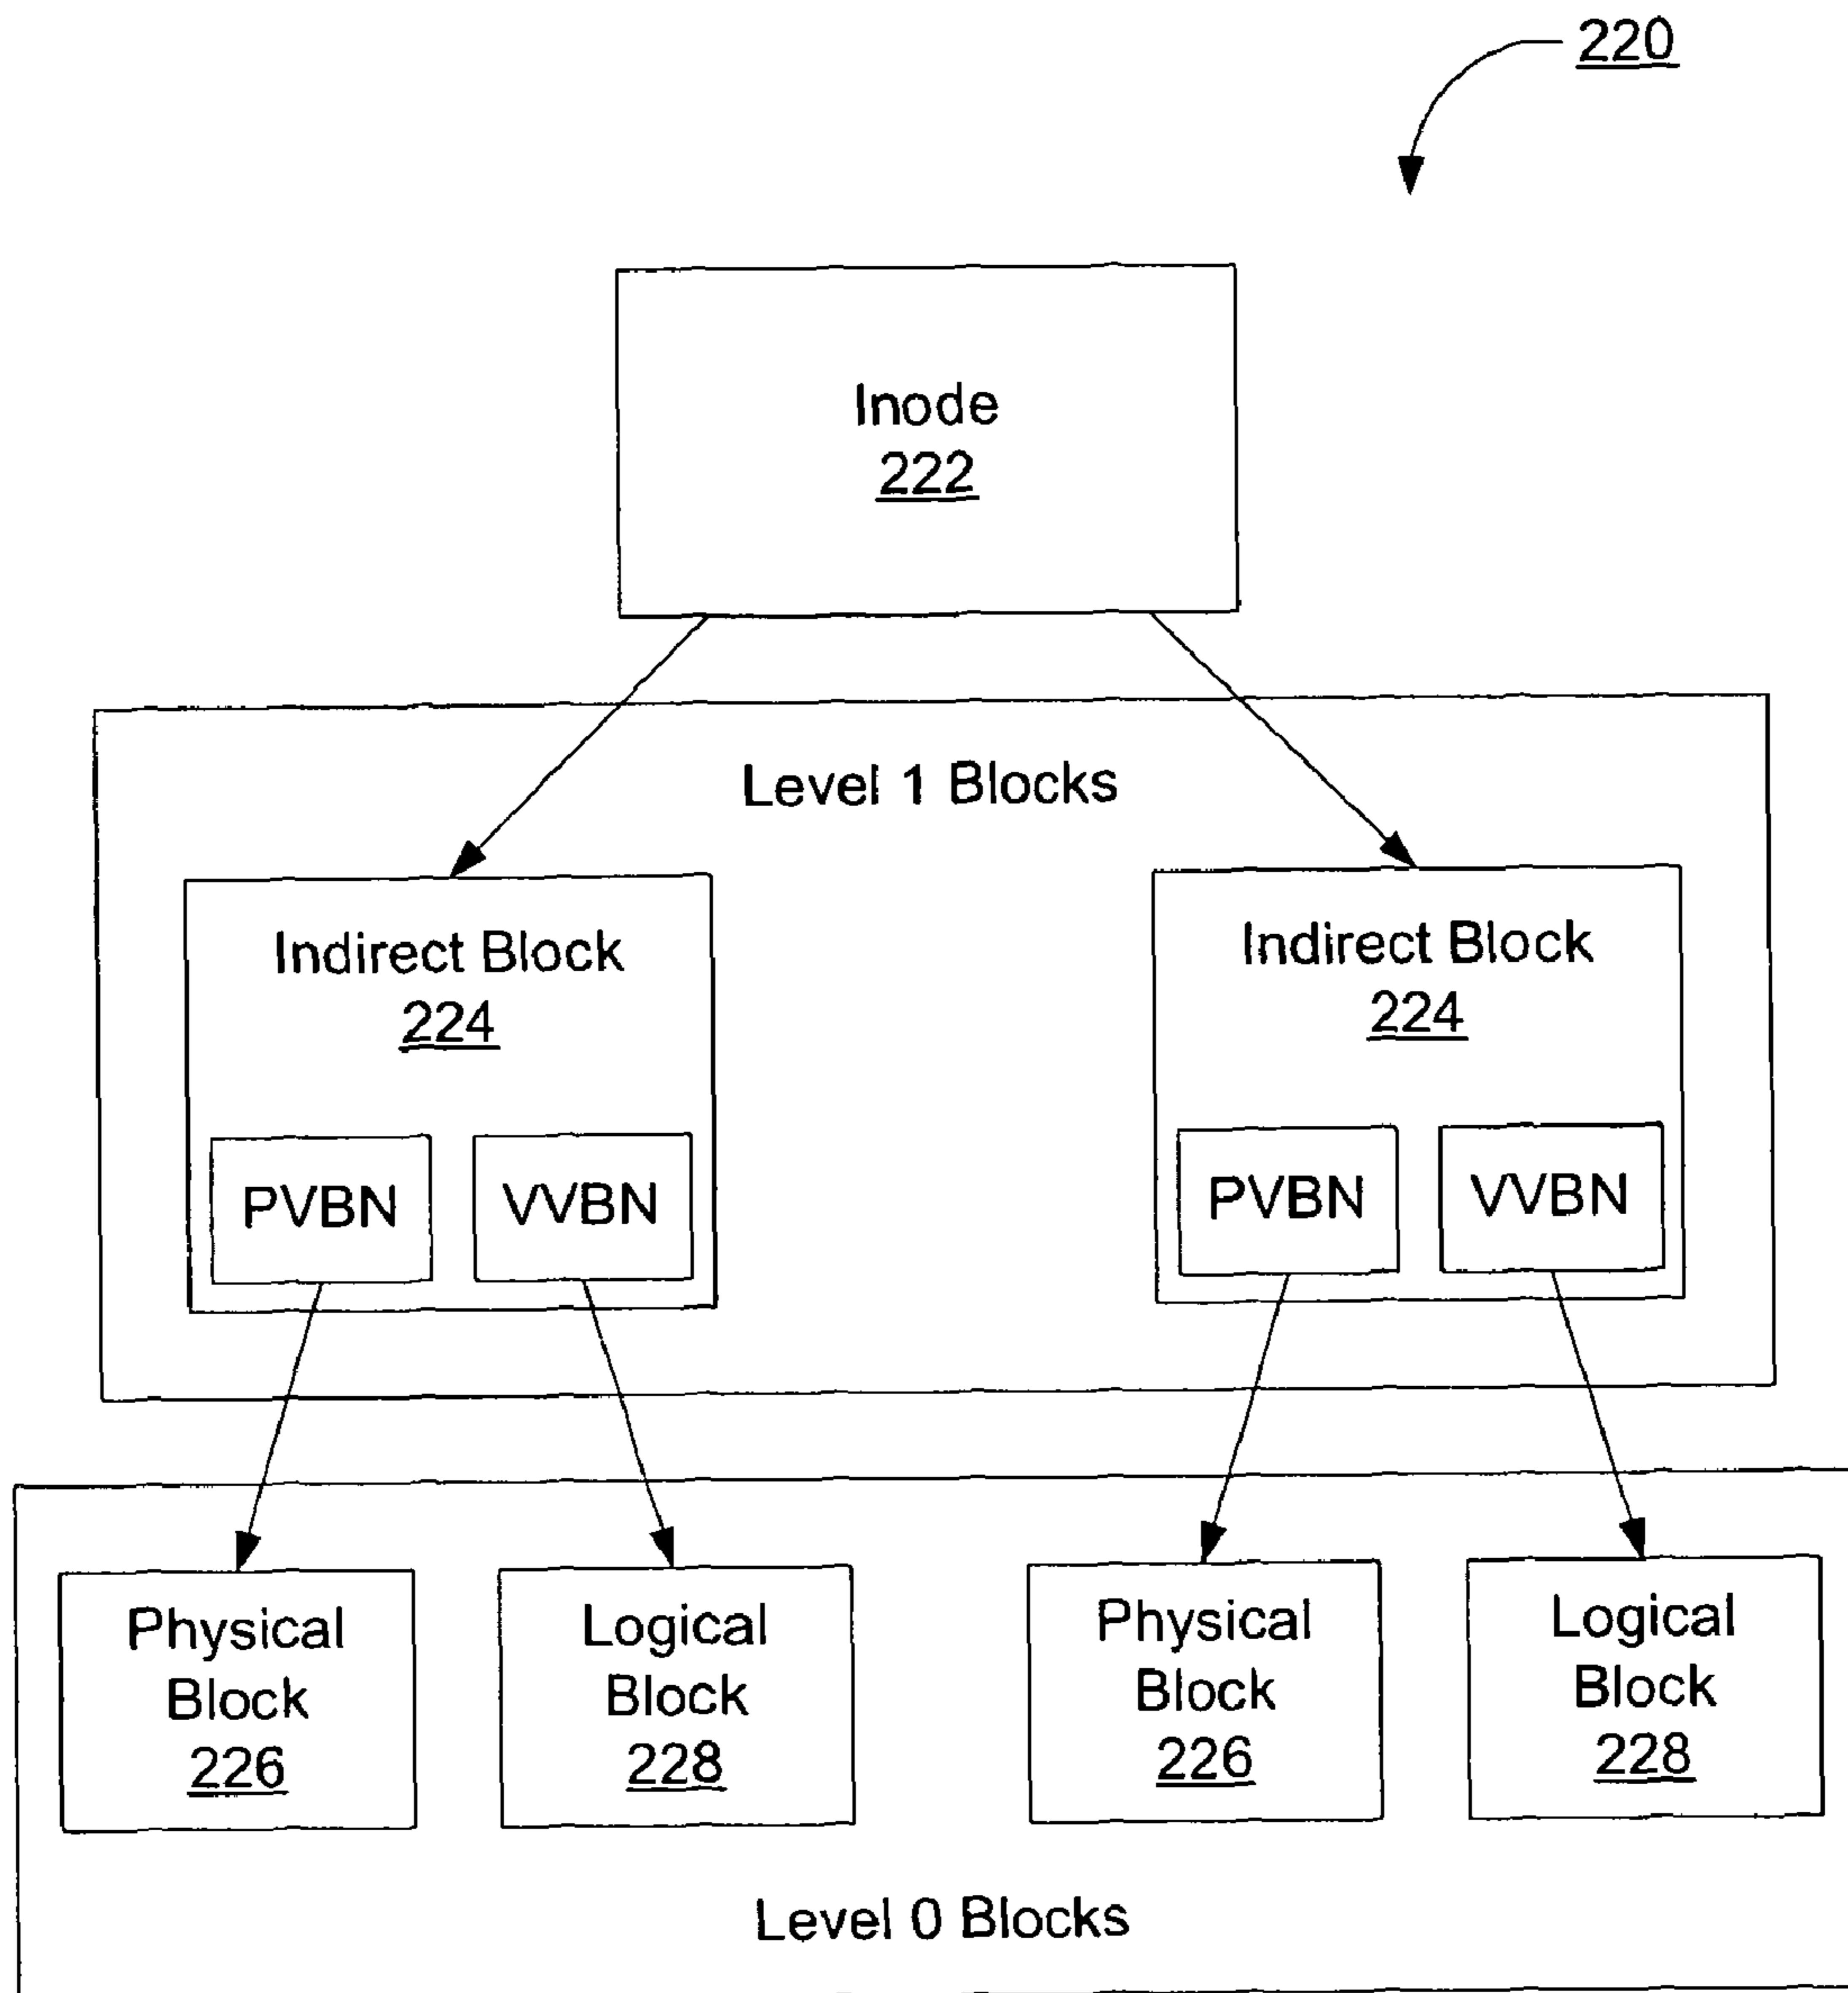 220
Inode
222
Level 1 Blocks
Indirect Block
224
PVBN
VVBN
Indirect Block
224
PVBN
VVBN
Physical
Block
226
Logical
Block
228
Physical
Block
226
Logical
Block
228
Level 0 Blocks